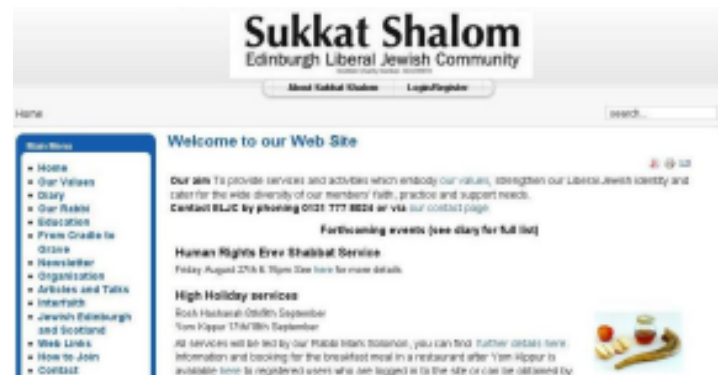 Sukkat Shalom
Edinburgh Liberal Jewish Community
About Sukkat Shalom Login/Register
Home
search...
Main Menu
Home
Our Values
Diary
Our Rabbi
Education
From Cradle to
Grave
Newsletter
Organisation
Articles and Talks
Interfaith
Jewish Edinburgh
and Scotland
Web Links
How to Join
Contact
Welcome to our Web Site
Our aim To provide services and activities which embody our values, strengthen our Liberal Jewish identity and
cater for the wide diversity of our members' faith, practice and support needs.
Contact ELJC by phoning 0131 777 8024 or via our contact page
Forthcoming events (see diary for full list)
Human Rights Erev Shabbat Service
Friday August 27th 6.15pm See here for more details
High Holiday services
Rosh Hashanah September
Yom Kippur 17th/18th September
All services will be led by our Rabbi Mark Solomon, you can find further details here.
Information and booking for the breakfast meal in a restaurant after Yom Kippur is
available here to registered users who are logged in to the site or can be obtained by